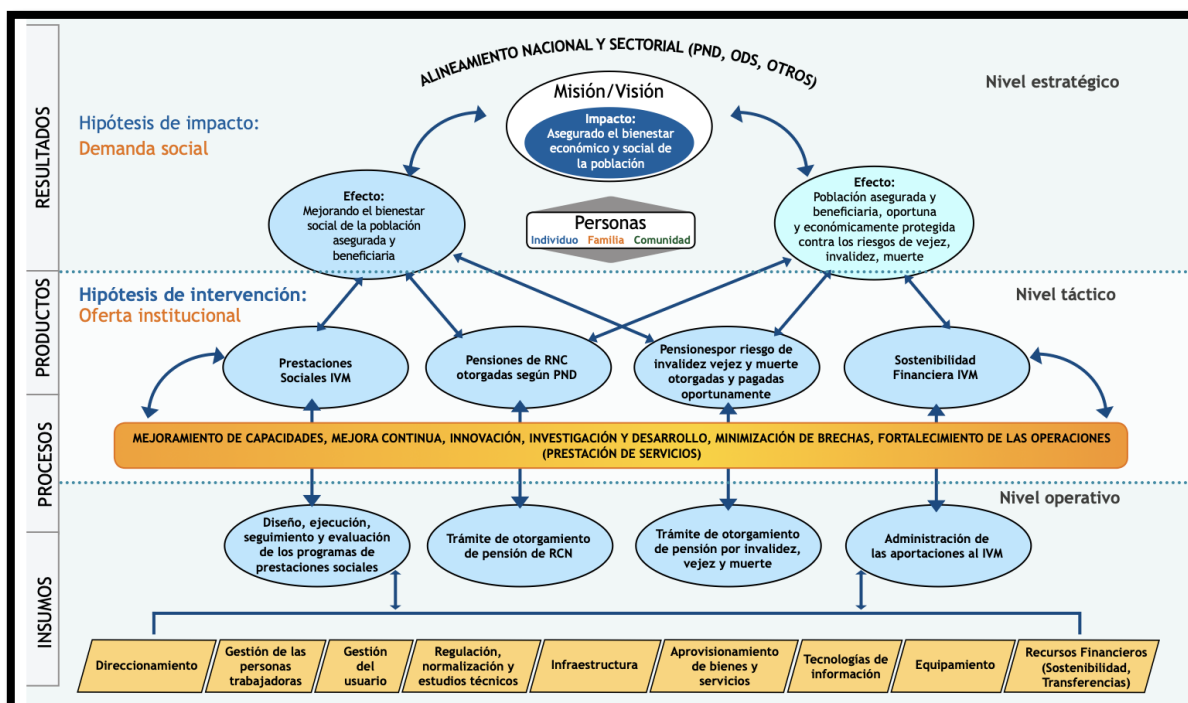 ALINEAMIENTO NACIONAL Y SECTORIAL (PND, ODS, OTROS)
Nivel estratégico
Misión/Visión
Impacto:
Asegurado el bienestar
económico y social de
la población
Hipótesis de impacto:
Demanda social
RESULTADOS
Efecto:
Mejorando el bienestar
social de la población
asegurada y
beneficiaria
Personas
Individuo Familia Comunidad
Efecto:
Población asegurada y
beneficiaria, oportuna
y económicamente protegida
contra los riesgos de vejez,
invalidez, muerte
Hipótesis de intervención:
Oferta institucional
Nivel táctico
PRODUCTOS
Prestaciones
Sociales IVM
Pensiones de RNC
otorgadas según PND
Pensionespor riesgo de
invalidez vejez y muerte
otorgadas y pagadas
oportunamente
Sostenibilidad
Financiera IVM
PROCESOS
MEJORAMIENTO DE CAPACIDADES, MEJORA CONTINUA, INNOVACIÓN, INVESTIGACIÓN Y DESARROLLO, MINIMIZACIÓN DE BRECHAS, FORTALECIMIENTO DE LAS OPERACIONES
(PRESTACIÓN DE SERVICIOS)
Nivel operativo
Diseño, ejecución,
seguimiento y evaluación
de los programas de
prestaciones sociales
Trámite de otorgamiento
de pensión de RCN
Trámite de otorgamiento
de pensión por invalidez,
vejez y muerte
Administración de
las aportaciones al IVM
INSUMOS
Direccionamiento
Gestión de las
personas
trabajadoras
Gestión
del
usuario
Regulación,
normalización y
estudios técnicos
Infraestructura
Aprovisionamiento
de bienes y
servicios
Tecnologías de
información
Equipamiento
Recursos Financieros
(Sostenibilidad,
Transferencias)